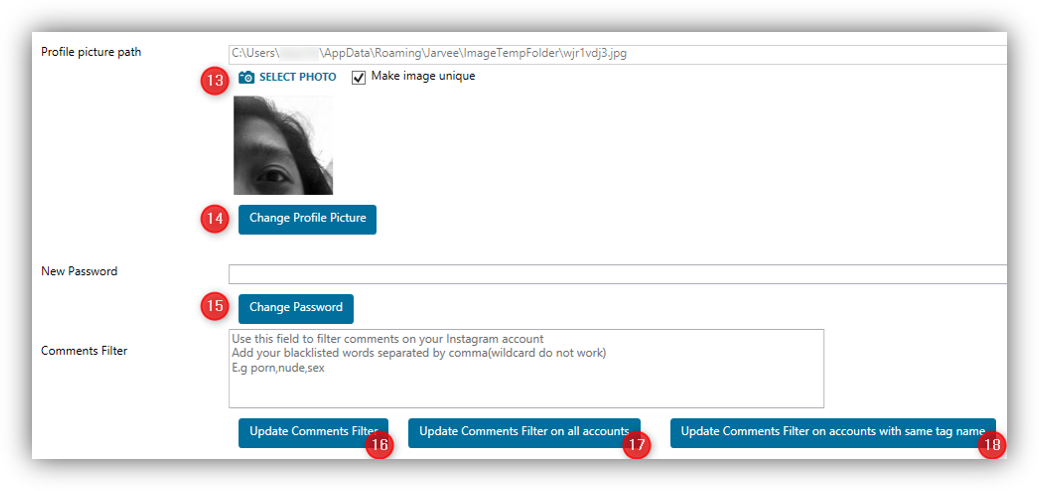 Profile picture path
C:\Users\ \AppData\Roaming\Jarvee\ImageTempFolder\wjr1vdj3.jpg
13 SELECT PHOTO Make image unique
14 Change Profile Picture
New Password
15 Change Password
Comments Filter
Use this field to filter comments on your Instagram account
Add your blacklisted words separated by comma(wildcard do not work)
E.g porn,nude,sex
Update Comments Filter 16 Update Comments Filter on all accounts 17 Update Comments Filter on accounts with same tag name 18